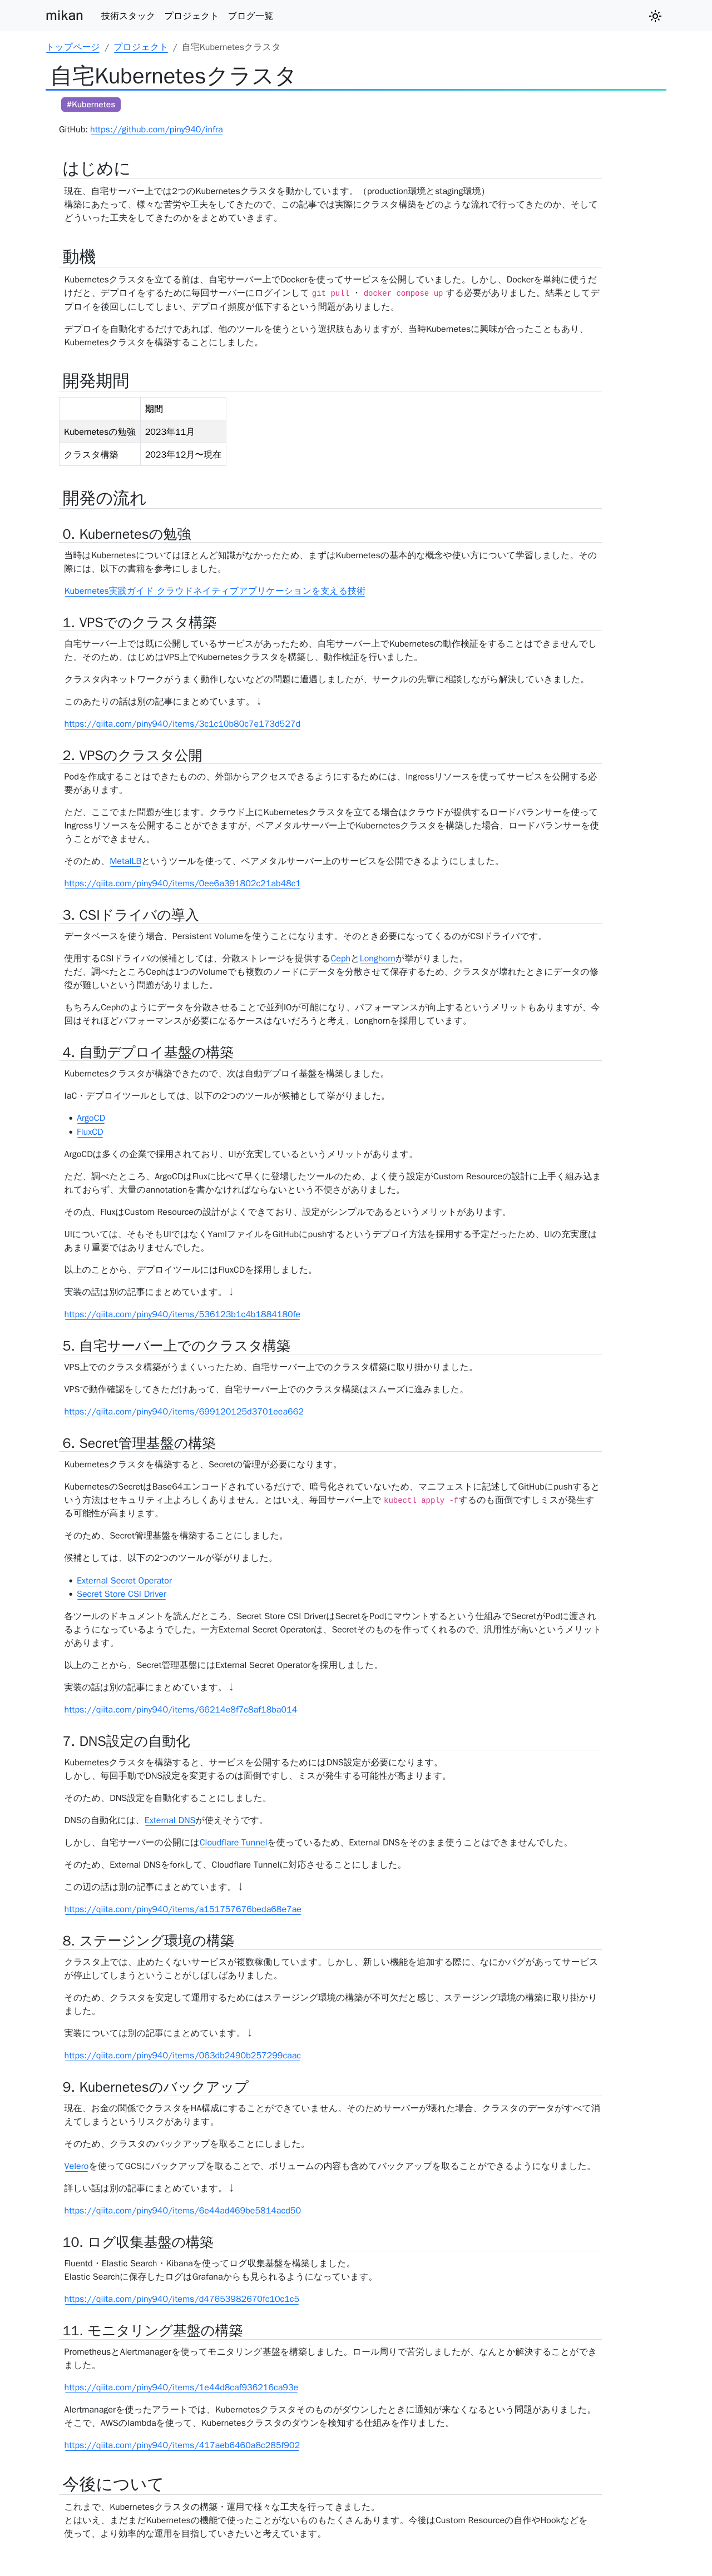 mikan 技術スタック プロジェクト ブログ一覧
トップページ / プロジェクト / 自宅Kubernetesクラスタ
自宅Kubernetesクラスタ
#Kubernetes
GitHub: https://github.com/piny940/infra
はじめに
現在、自宅サーバー上では2つのKubernetesクラスタを動かしています。（production環境とstaging環境）
構築にあたって、様々な苦労や工夫をしてきたので、この記事では実際にクラスタ構築をどのような流れで行ってきたのか、そして
どういった工夫をしてきたのかをまとめていきます。
動機
Kubernetesクラスタを立てる前は、自宅サーバー上でDockerを使ってサービスを公開していました。しかし、Dockerを単純に使うだ
けだと、デプロイをするために毎回サーバーにログインして git pull ・ docker compose up する必要がありました。結果としてデ
プロイを後回しにしてしまい、デプロイ頻度が低下するという問題がありました。
デプロイを自動化するだけであれば、他のツールを使うという選択肢もありますが、当時Kubernetesに興味が合ったこともあり、
Kubernetesクラスタを構築することにしました。
開発期間
期間
Kubernetesの勉強 2023年11月
クラスタ構築 2023年12月〜現在
開発の流れ
0. Kubernetesの勉強
当時はKubernetesについてはほとんど知識がなかったため、まずはKubernetesの基本的な概念や使い方について学習しました。その
際には、以下の書籍を参考にしました。
Kubernetes実践ガイド クラウドネイティブアプリケーションを支える技術
1. VPSでのクラスタ構築
自宅サーバー上では既に公開しているサービスがあったため、自宅サーバー上でKubernetesの動作検証をすることはできませんでし
た。そのため、はじめはVPS上でKubernetesクラスタを構築し、動作検証を行いました。
クラスタ内ネットワークがうまく動作しないなどの問題に遭遇しましたが、サークルの先輩に相談しながら解決していきました。
このあたりの話は別の記事にまとめています。↓
https://qiita.com/piny940/items/3c1c10b80c7e173d527d
2. VPSのクラスタ公開
Podを作成することはできたものの、外部からアクセスできるようにするためには、Ingressリソースを使ってサービスを公開する必
要があります。
ただ、ここでまた問題が生じます。クラウド上にKubernetesクラスタを立てる場合はクラウドが提供するロードバランサーを使って
Ingressリソースを公開することができますが、ベアメタルサーバー上でKubernetesクラスタを構築した場合、ロードバランサーを使
うことができません。
そのため、MetalLBというツールを使って、ベアメタルサーバー上のサービスを公開できるようにしました。
https://qiita.com/piny940/items/0ee6a391802c21ab48c1
3. CSIドライバの導入
データベースを使う場合、Persistent Volumeを使うことになります。そのとき必要になってくるのがCSIドライバです。
使用するCSIドライバの候補としては、分散ストレージを提供するCephとLonghornが挙がりました。
ただ、調べたところCephは1つのVolumeでも複数のノードにデータを分散させて保存するため、クラスタが壊れたときにデータの修
復が難しいという問題がありました。
もちろんCephのようにデータを分散させることで並列IOが可能になり、パフォーマンスが向上するというメリットもありますが、今
回はそれほどパフォーマンスが必要になるケースはないだろうと考え、Longhornを採用しています。
4. 自動デプロイ基盤の構築
Kubernetesクラスタが構築できたので、次は自動デプロイ基盤を構築しました。
IaC・デプロイツールとしては、以下の2つのツールが候補として挙がりました。
• ArgoCD
• FluxCD
ArgoCDは多くの企業で採用されており、UIが充実しているというメリットがあります。
ただ、調べたところ、ArgoCDはFluxに比べて早くに登場したツールのため、よく使う設定がCustom Resourceの設計に上手く組み込ま
れておらず、大量のannotationを書かなければならないという不便さがありました。
その点、FluxはCustom Resourceの設計がよくできており、設定がシンプルであるというメリットがあります。
UIについては、そもそもUIではなくYamlファイルをGitHubにpushするというデプロイ方法を採用する予定だったため、UIの充実度は
あまり重要ではありませんでした。
以上のことから、デプロイツールにはFluxCDを採用しました。
実装の話は別の記事にまとめています。↓
https://qiita.com/piny940/items/536123b1c4b1884180fe
5. 自宅サーバー上でのクラスタ構築
VPS上でのクラスタ構築がうまくいったため、自宅サーバー上でのクラスタ構築に取り掛かりました。
VPSで動作確認をしてきただけあって、自宅サーバー上でのクラスタ構築はスムーズに進みました。
https://qiita.com/piny940/items/699120125d3701eea662
6. Secret管理基盤の構築
Kubernetesクラスタを構築すると、Secretの管理が必要になります。
KubernetesのSecretはBase64エンコードされているだけで、暗号化されていないため、マニフェストに記述してGitHubにpushすると
いう方法はセキュリティ上よろしくありません。とはいえ、毎回サーバー上で kubectl apply -fするのも面倒ですしミスが発生す
る可能性が高まります。
そのため、Secret管理基盤を構築することにしました。
候補としては、以下の2つのツールが挙がりました。
• External Secret Operator
• Secret Store CSI Driver
各ツールのドキュメントを読んだところ、Secret Store CSI DriverはSecretをPodにマウントするという仕組みでSecretがPodに渡され
るようになっているようでした。一方External Secret Operatorは、Secretそのものを作ってくれるので、汎用性が高いというメリット
があります。
以上のことから、Secret管理基盤にはExternal Secret Operatorを採用しました。
実装の話は別の記事にまとめています。↓
https://qiita.com/piny940/items/66214e8f7c8af18ba014
7. DNS設定の自動化
Kubernetesクラスタを構築すると、サービスを公開するためにはDNS設定が必要になります。
しかし、毎回手動でDNS設定を変更するのは面倒ですし、ミスが発生する可能性が高まります。
そのため、DNS設定を自動化することにしました。
DNSの自動化には、External DNSが使えそうです。
しかし、自宅サーバーの公開にはCloudflare Tunnelを使っているため、External DNSをそのまま使うことはできませんでした。
そのため、External DNSをforkして、Cloudflare Tunnelに対応させることにしました。
この辺の話は別の記事にまとめています。↓
https://qiita.com/piny940/items/a151757676beda68e7ae
8. ステージング環境の構築
クラスタ上では、止めたくないサービスが複数稼働しています。しかし、新しい機能を追加する際に、なにかバグがあってサービス
が停止してしまうということがしばしばありました。
そのため、クラスタを安定して運用するためにはステージング環境の構築が不可欠だと感じ、ステージング環境の構築に取り掛かり
ました。
実装については別の記事にまとめています。↓
https://qiita.com/piny940/items/063db2490b257299caac
9. Kubernetesのバックアップ
現在、お金の関係でクラスタをHA構成にすることができていません。そのためサーバーが壊れた場合、クラスタのデータがすべて消
えてしまうというリスクがあります。
そのため、クラスタのバックアップを取ることにしました。
Veleroを使ってGCSにバックアップを取ることで、ボリュームの内容も含めてバックアップを取ることができるようになりました。
詳しい話は別の記事にまとめています。↓
https://qiita.com/piny940/items/6e44ad469be5814acd50
10. ログ収集基盤の構築
Fluentd・Elastic Search・Kibanaを使ってログ収集基盤を構築しました。
Elastic Searchに保存したログはGrafanaからも見られるようになっています。
https://qiita.com/piny940/items/d47653982670fc10c1c5
11. モニタリング基盤の構築
PrometheusとAlertmanagerを使ってモニタリング基盤を構築しました。ロール周りで苦労しましたが、なんとか解決することができ
ました。
https://qiita.com/piny940/items/1e44d8caf936216ca93e
Alertmanagerを使ったアラートでは、Kubernetesクラスタそのものがダウンしたときに通知が来なくなるという問題がありました。
そこで、AWSのlambdaを使って、Kubernetesクラスタのダウンを検知する仕組みを作りました。
https://qiita.com/piny940/items/417aeb6460a8c285f902
今後について
これまで、Kubernetesクラスタの構築・運用で様々な工夫を行ってきました。
とはいえ、まだまだKubernetesの機能で使ったことがないものもたくさんあります。今後はCustom Resourceの自作やHookなどを
使って、より効率的な運用を目指していきたいと考えています。